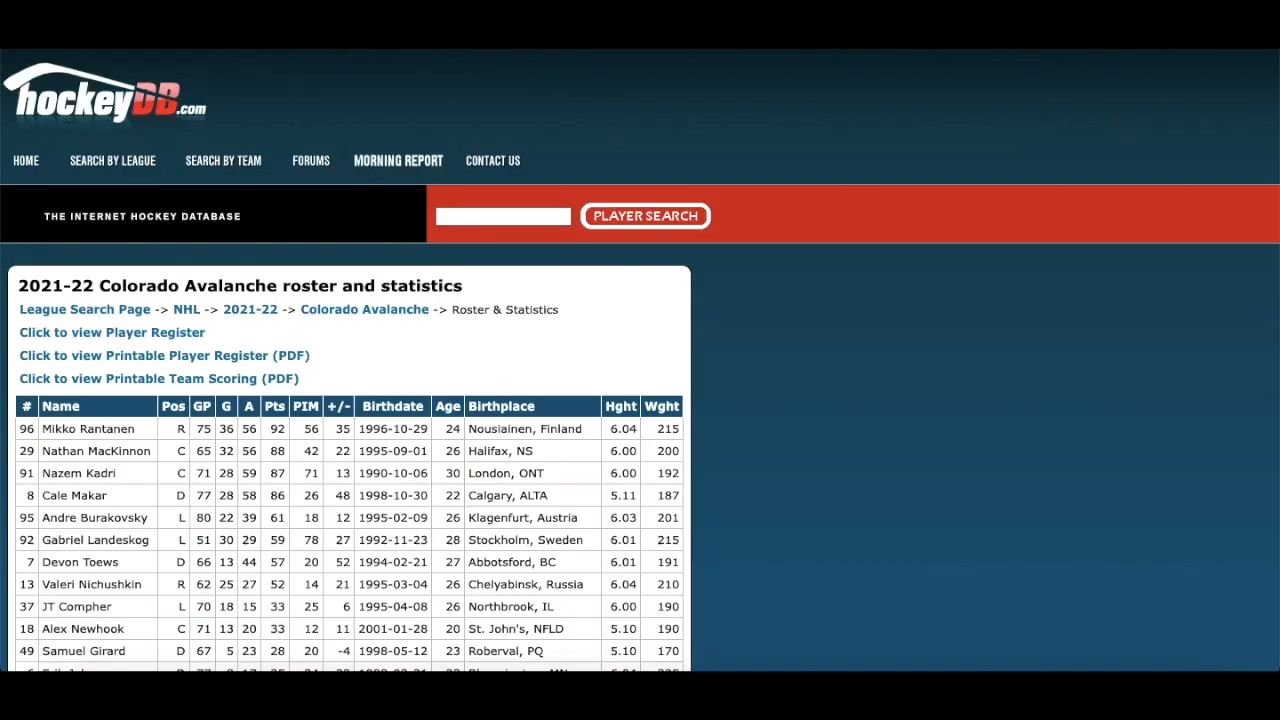 hockeyDB.com
HOME SEARCH BY LEAGUE SEARCH BY TEAM FORUMS MORNING REPORT CONTACT US
THE INTERNET HOCKEY DATABASE PLAYER SEARCH
2021-22 Colorado Avalanche roster and statistics
League Search Page -> NHL -> 2021-22 -> Colorado Avalanche -> Roster & Statistics
Click to view Player Register
Click to view Printable Player Register (PDF)
Click to view Printable Team Scoring (PDF)
# Name Pos GP G A Pts PIM +/- Birthdate Age Birthplace Hght Wght
96 Mikko Rantanen R 75 36 56 92 56 35 1996-10-29 24 Nousiainen, Finland 6.04 215
29 Nathan MacKinnon C 65 32 56 88 42 22 1995-09-01 26 Halifax, NS 6.00 200
91 Nazem Kadri C 71 28 59 87 71 13 1990-10-06 30 London, ONT 6.00 192
8 Cale Makar D 77 28 58 86 26 48 1998-10-30 22 Calgary, ALTA 5.11 187
95 Andre Burakovsky L 80 22 39 61 18 12 1995-02-09 26 Klagenfurt, Austria 6.03 201
92 Gabriel Landeskog L 51 30 29 59 78 27 1992-11-23 28 Stockholm, Sweden 6.01 215
7 Devon Toews D 66 13 44 57 20 52 1994-02-21 27 Abbotsford, BC 6.01 191
13 Valeri Nichushkin R 62 25 27 52 14 21 1995-03-04 26 Chelyabinsk, Russia 6.04 210
37 JT Compher L 70 18 15 33 25 6 1995-04-08 26 Northbrook, IL 6.00 190
18 Alex Newhook C 71 13 20 33 12 11 2001-01-28 20 St. John's, NFLD 5.10 190
49 Samuel Girard D 67 5 23 28 20 -4 1998-05-12 23 Roberval, PQ 5.10 170